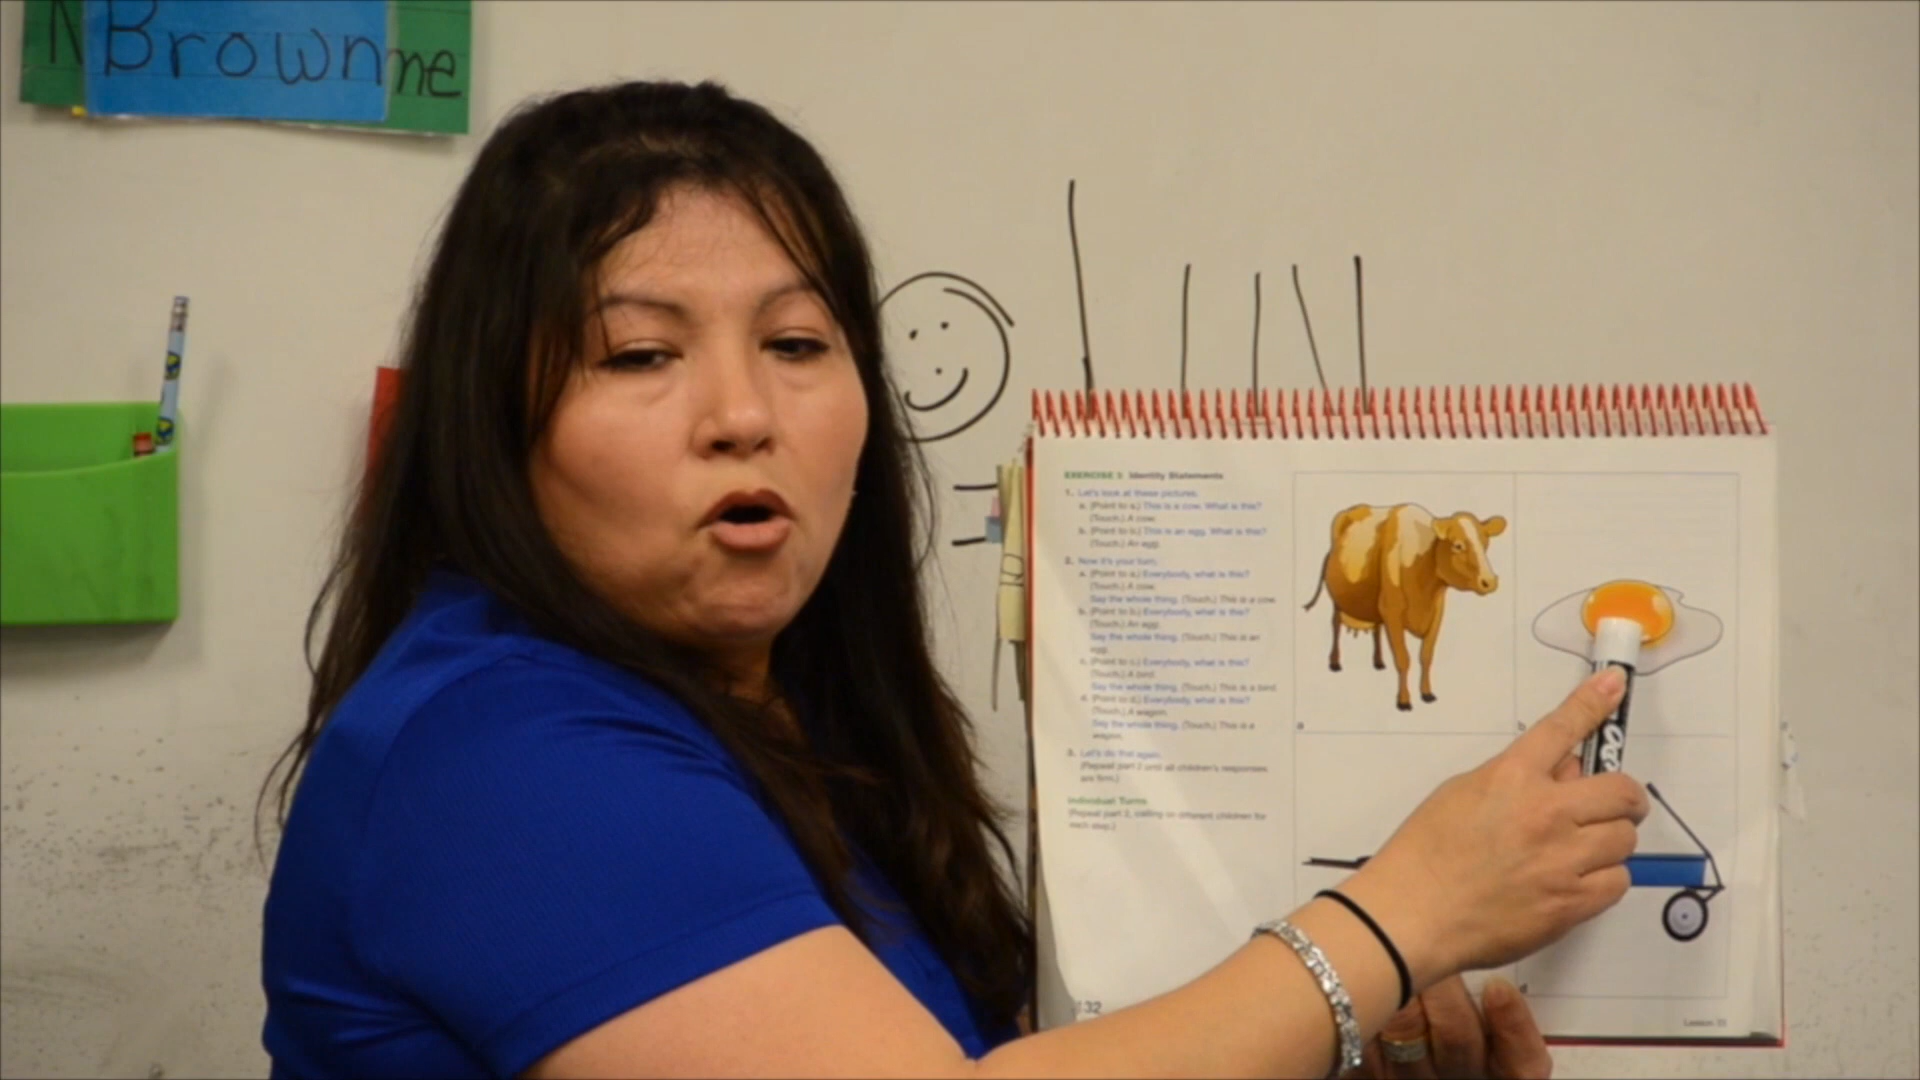 Brown
me
EXERCISE 3 Identity Statements
1. Let's look at these pictures.
a. (Point to a.) This is a cow. What is this?
(Touch.) A cow.
b. (Point to b.) This is an egg. What is this?
(Touch.) An egg.
2. Now it's your turn.
a. (Point to a.) Everybody, what is this?
(Touch.) A cow.
Say the whole thing. (Touch.) This is a cow.
b. (Point to b.) Everybody, what is this?
(Touch.) An egg.
Say the whole thing. (Touch.) This is an
egg.
c. (Point to c.) Everybody, what is this?
(Touch.) A bird.
Say the whole thing. (Touch.) This is a bird.
d. (Point to d.) Everybody, what is this?
(Touch.) A wagon.
Say the whole thing. (Touch.) This is a
wagon.
3. Let's do that again.
(Repeat part 2 until all children's responses
are firm.)
Individual Turns
(Repeat part 2, calling on different children for
each step.)
a
b
d
132
Lesson